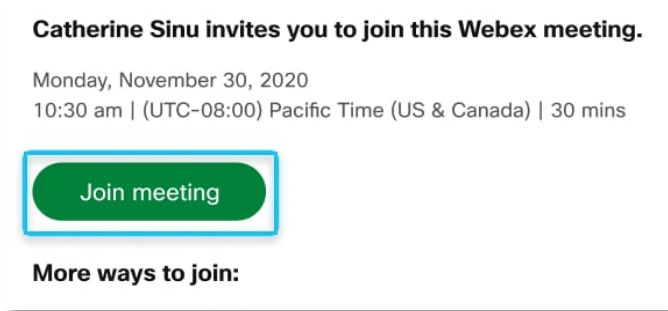 Catherine Sinu invites you to join this Webex meeting.
Monday, November 30, 2020
10:30 am | (UTC-08:00) Pacific Time (US & Canada) | 30 mins
Join meeting
More ways to join: